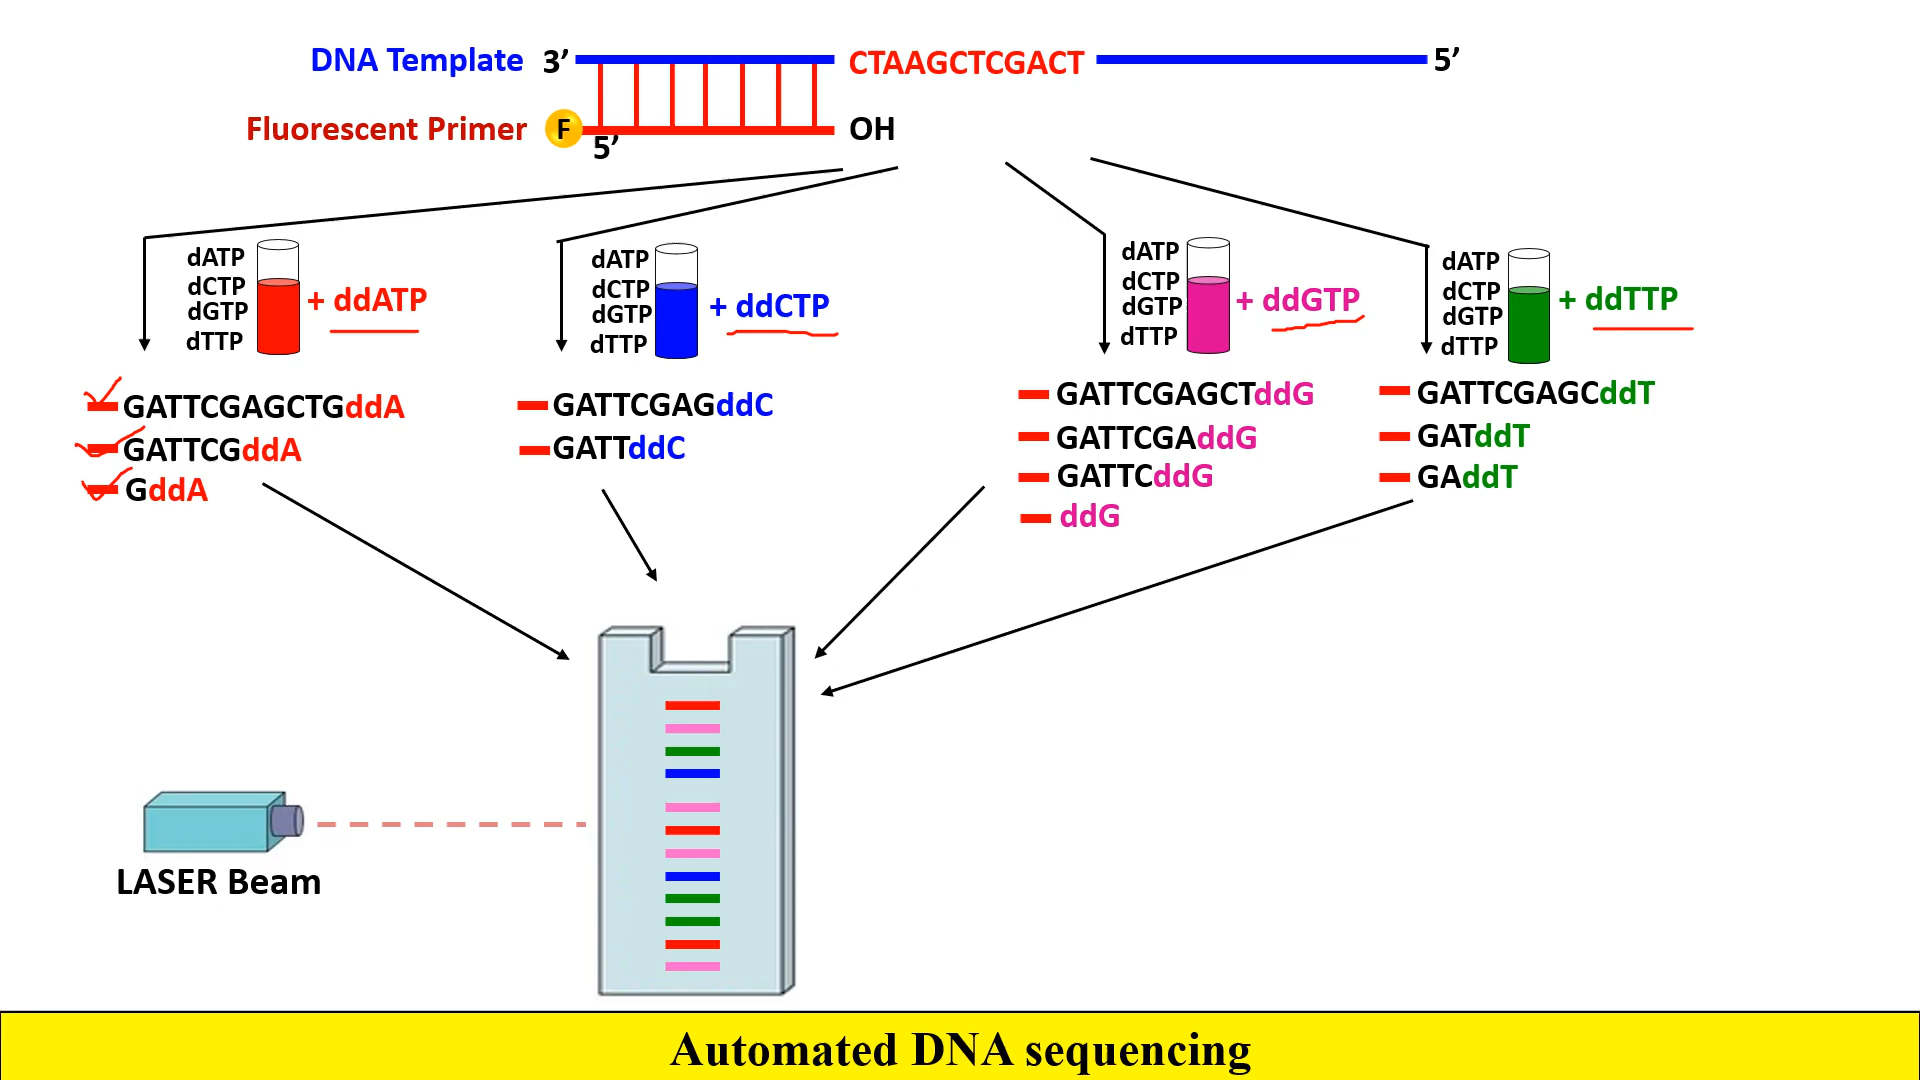 DNA Template 3’ CTAAGCTCGACT 5’
Fluorescent Primer F 5’ OH
dATP
dCTP
dGTP
dTTP
+ ddATP
dATP
dCTP
dGTP
dTTP
+ ddCTP
dATP
dCTP
dGTP
dTTP
+ ddGTP
dATP
dCTP
dGTP
dTTP
+ ddTTP
GATTCGAGCTGddA
GATTCGddA
GddA
GATTCGAGddC
GATTddC
GATTCGAGCTddG
GATTCGAddG
GATTCddG
ddG
GATTCGAGCddT
GATddT
GAddT
LASER Beam
Automated DNA sequencing